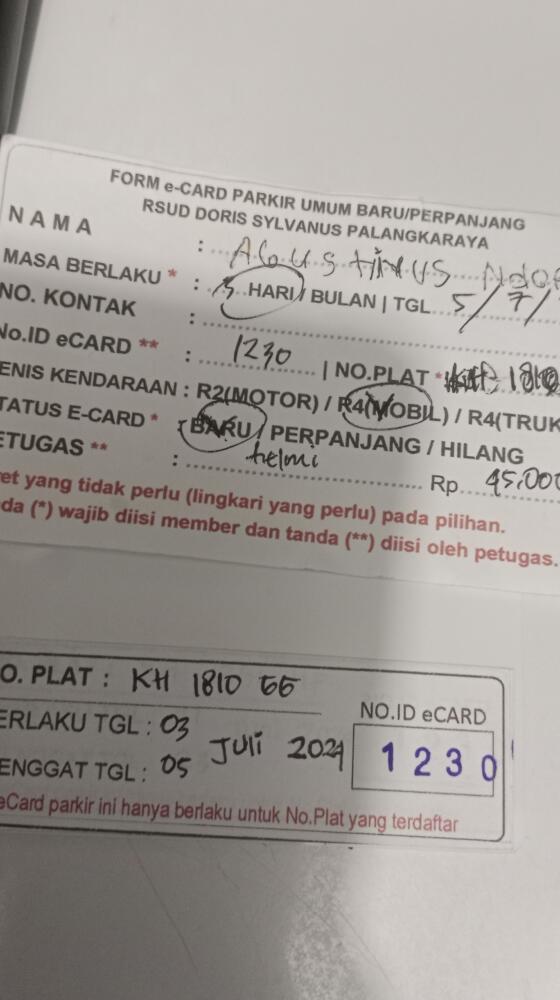 FORM e-CARD PARKIR UMUM BARU/PERPANJANG
RSUD DORIS SYLVANUS PALANGKARAYA
NAMA : AGUSTINUS Ndoe
MASA BERLAKU * : 3 HARI / BULAN | TGL 5/7/
NO. KONTAK :
No.ID eCARD ** : 1230 | NO.PLAT * KH 1810
ENIS KENDARAAN : R2(MOTOR) / R4(MOBIL) / R4(TRUK
TATUS E-CARD * : BARU / PERPANJANG / HILANG
ETUGAS ** : helmi Rp 45.000
ret yang tidak perlu (lingkari yang perlu) pada pilihan.
da (*) wajib diisi member dan tanda (**) diisi oleh petugas.
O. PLAT : KH 1810 GG
NO.ID eCARD
ERLAKU TGL : 03
Juli 2024
1230
ENGGAT TGL : 05
eCard parkir ini hanya berlaku untuk No.Plat yang terdaftar